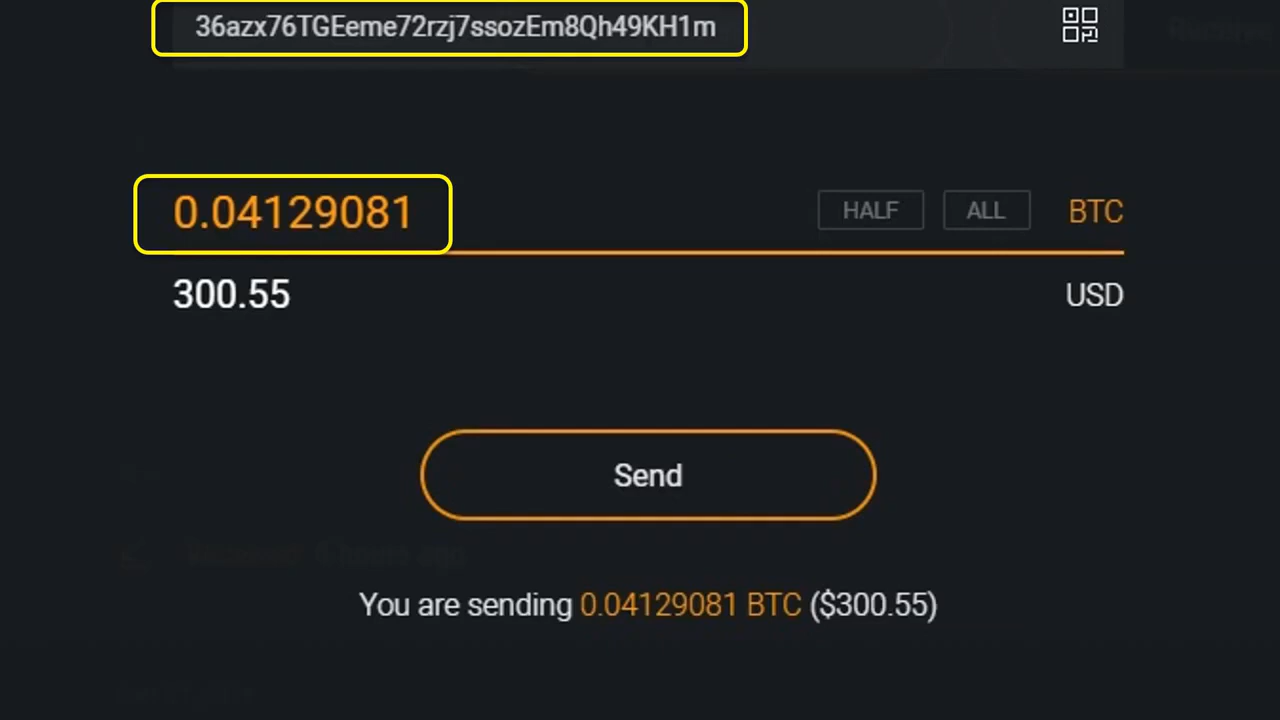 36azx76TGEeme72rzj7ssozEm8Qh49KH1m
0.04129081 HALF ALL BTC
300.55 USD
Send
You are sending 0.04129081 BTC ($300.55)